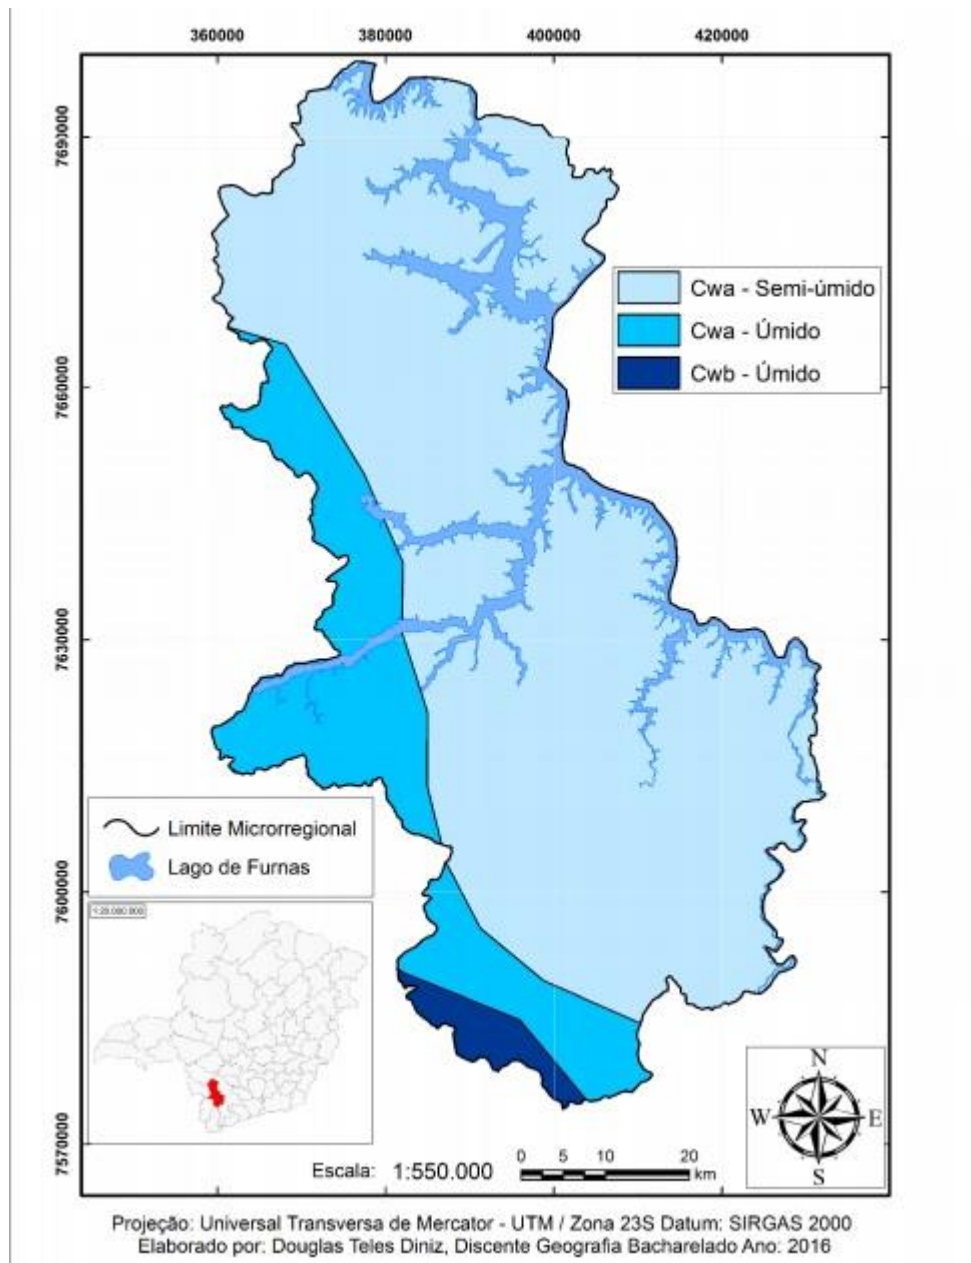 360000 380000 400000 420000
7690000
7660000
7630000
7600000
7570000
Cwa - Semi-úmido
Cwa - Úmido
Cwb - Úmido
Limite Microrregional
Lago de Furnas
N
W E
S
Escala: 1:550.000
0 5 10 20
km
Projeção: Universal Transversa de Mercator - UTM / Zona 23S Datum: SIRGAS 2000
Elaborado por: Douglas Teles Diniz, Discente Geografia Bacharelado Ano: 2016